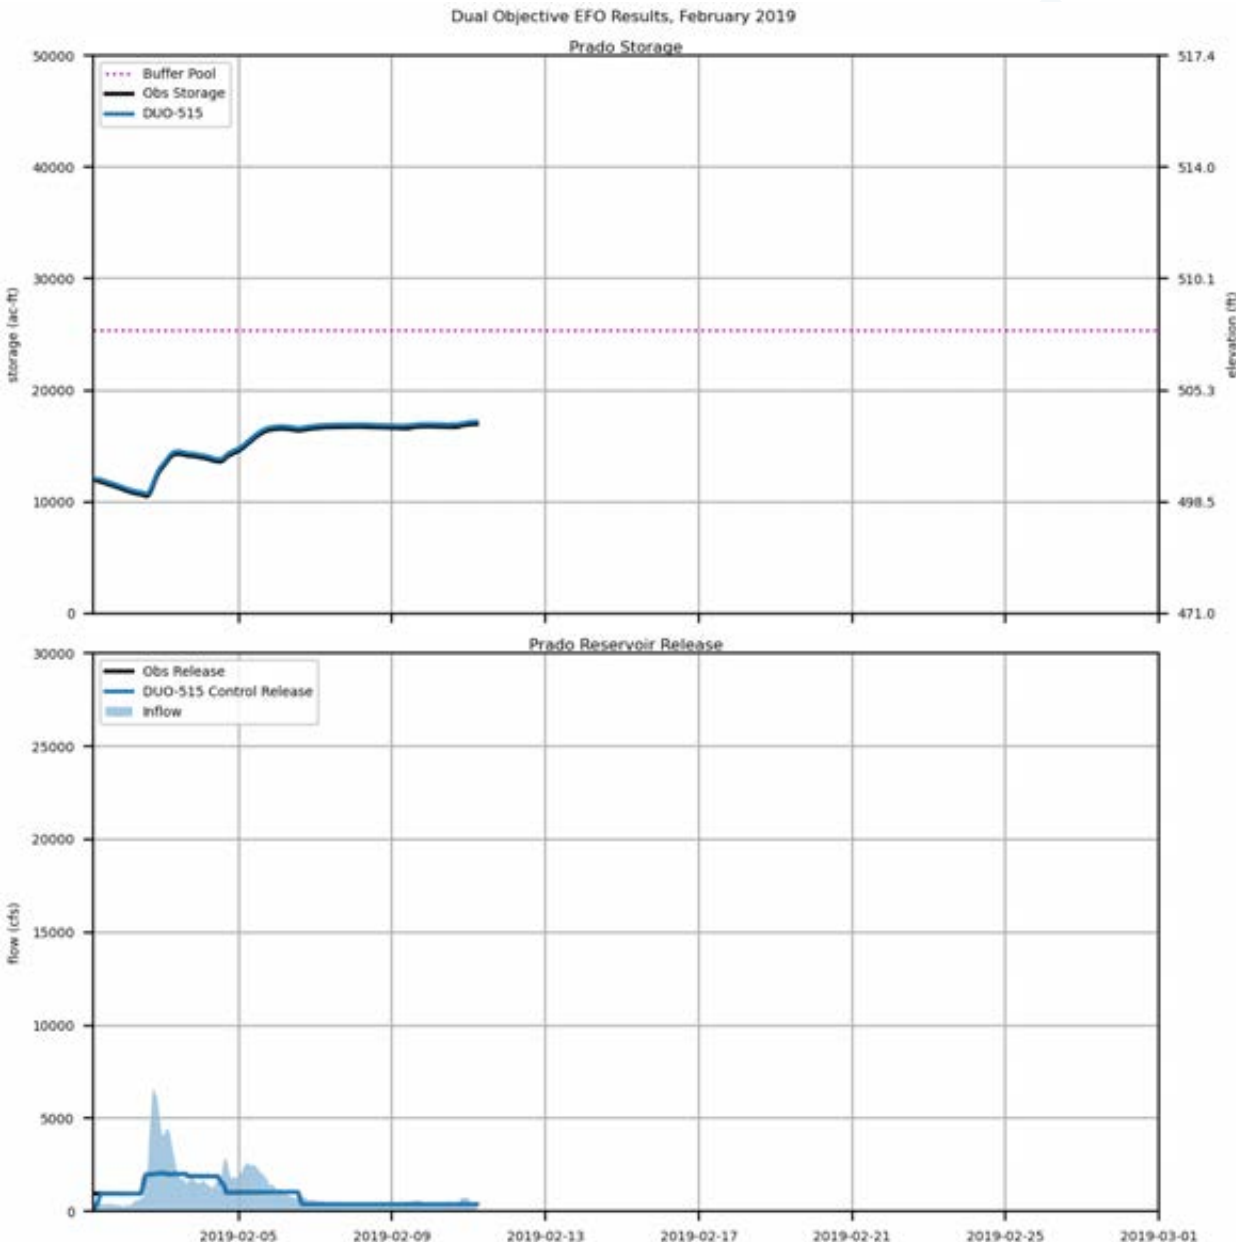 Dual Objective EFO Results, February 2019
Prado Storage
50000
517.4
Buffer Pool
Obs Storage
DUO-515
40000
514.0
30000
510.1
storage (ac-ft)
elevation (ft)
20000
505.3
10000
498.5
0
471.0
Prado Reservoir Release
30000
Obs Release
DUO-515 Control Release
Inflow
25000
20000
flow (cfs)
15000
10000
5000
0
2019-02-05
2019-02-09
2019-02-13
2019-02-17
2019-02-21
2019-02-25
2019-03-01